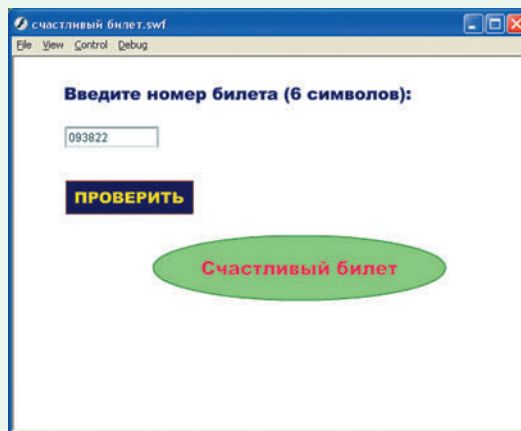 счастливый билет.swf
File View Control Debug
Введите номер билета (6 символов):
093822
ПРОВЕРИТЬ
Счастливый билет